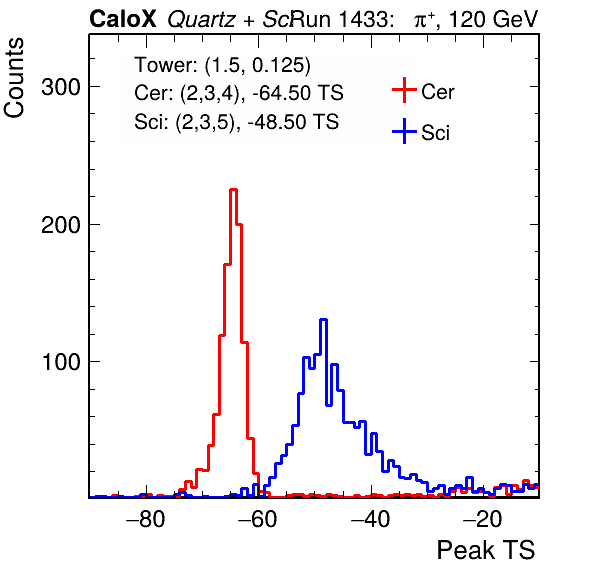 CaloX Quartz + ScRun 1433: π⁺, 120 GeV
Counts
Tower: (1.5, 0.125)
Cer: (2,3,4), -64.50 TS
Sci: (2,3,5), -48.50 TS
Cer
Sci
300
200
100
−80 −60 −40 −20
Peak TS